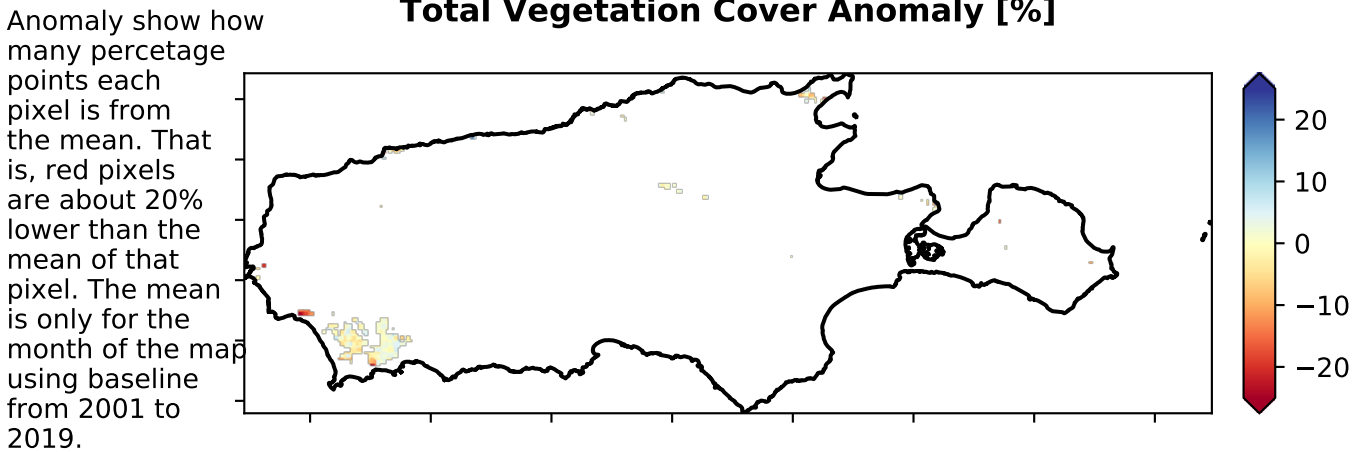 Total Vegetation Cover Anomaly [%]
Anomaly show how
many percetage
points each
pixel is from
the mean. That
is, red pixels
are about 20%
lower than the
mean of that
pixel. The mean
is only for the
month of the map
using baseline
from 2001 to
2019.
20
10
0
−10
−20